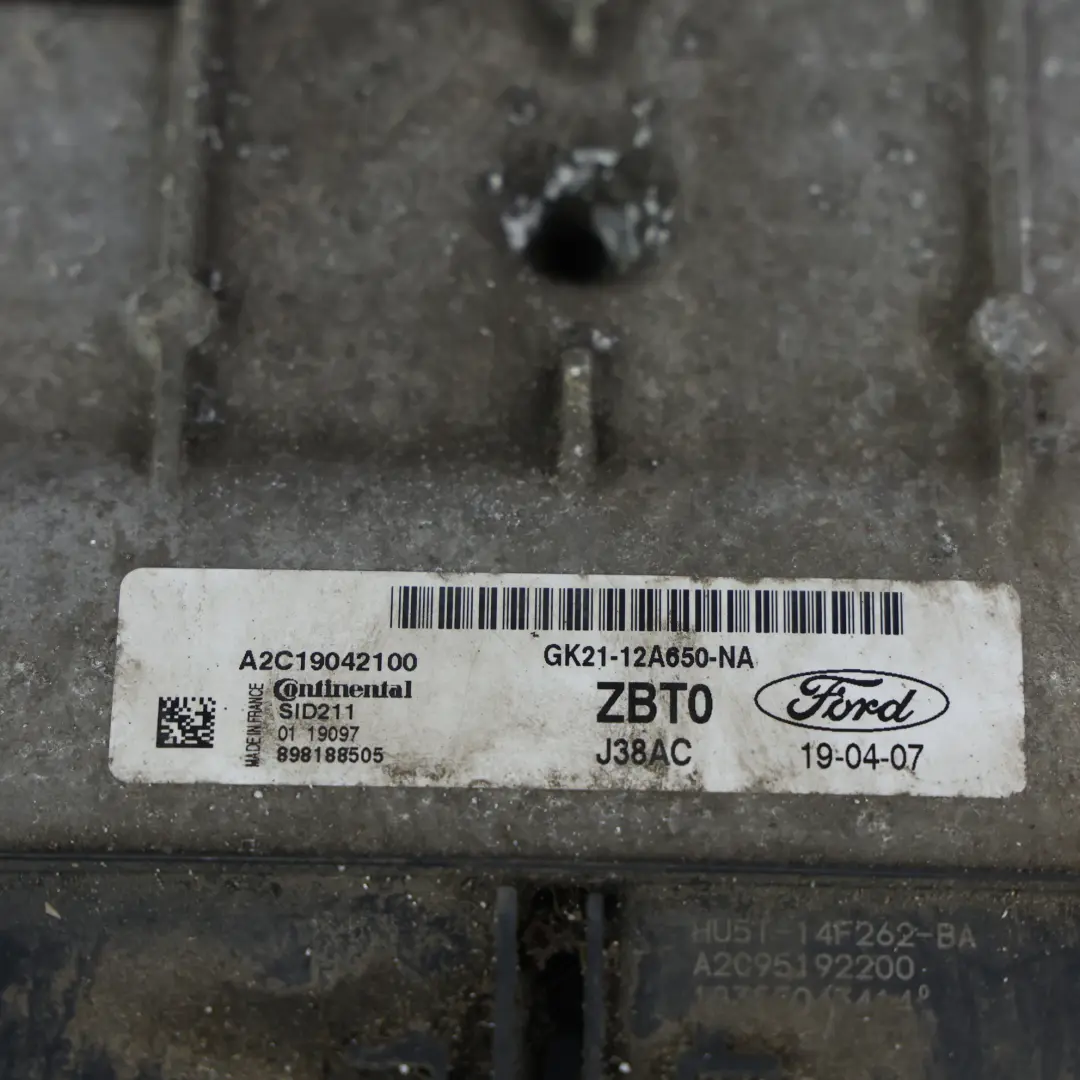 A2C19042100
Continental
SID211
01 19097
898188505
MADE IN FRANCE
GK21-12A650-NA
ZBT0
J38AC
Ford
19-04-07
HU5T-14F262-BA
A2C95192200